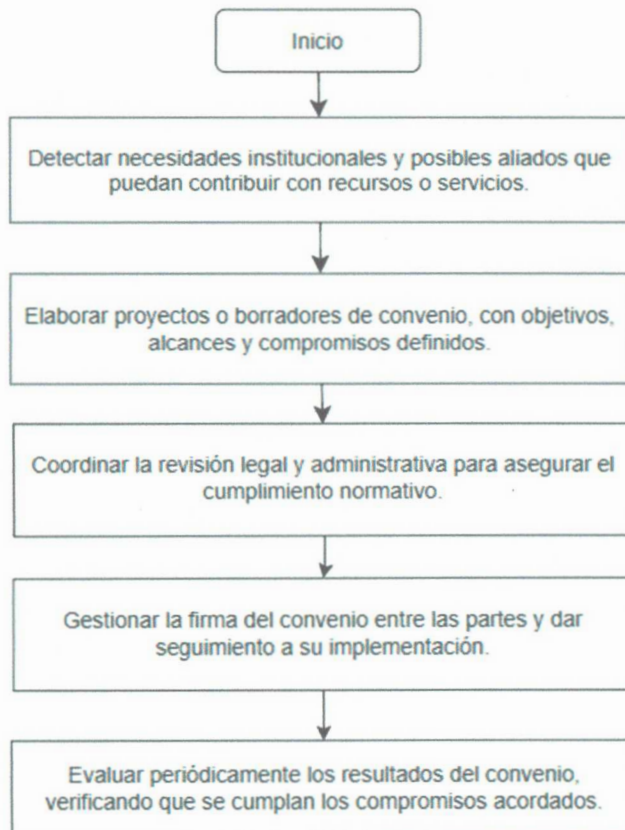 Inicio
Detectar necesidades institucionales y posibles aliados que
puedan contribuir con recursos o servicios.
Elaborar proyectos o borradores de convenio, con objetivos,
alcances y compromisos definidos.
Coordinar la revisión legal y administrativa para asegurar el
cumplimiento normativo.
Gestionar la firma del convenio entre las partes y dar
seguimiento a su implementación.
Evaluar periódicamente los resultados del convenio,
verificando que se cumplan los compromisos acordados.